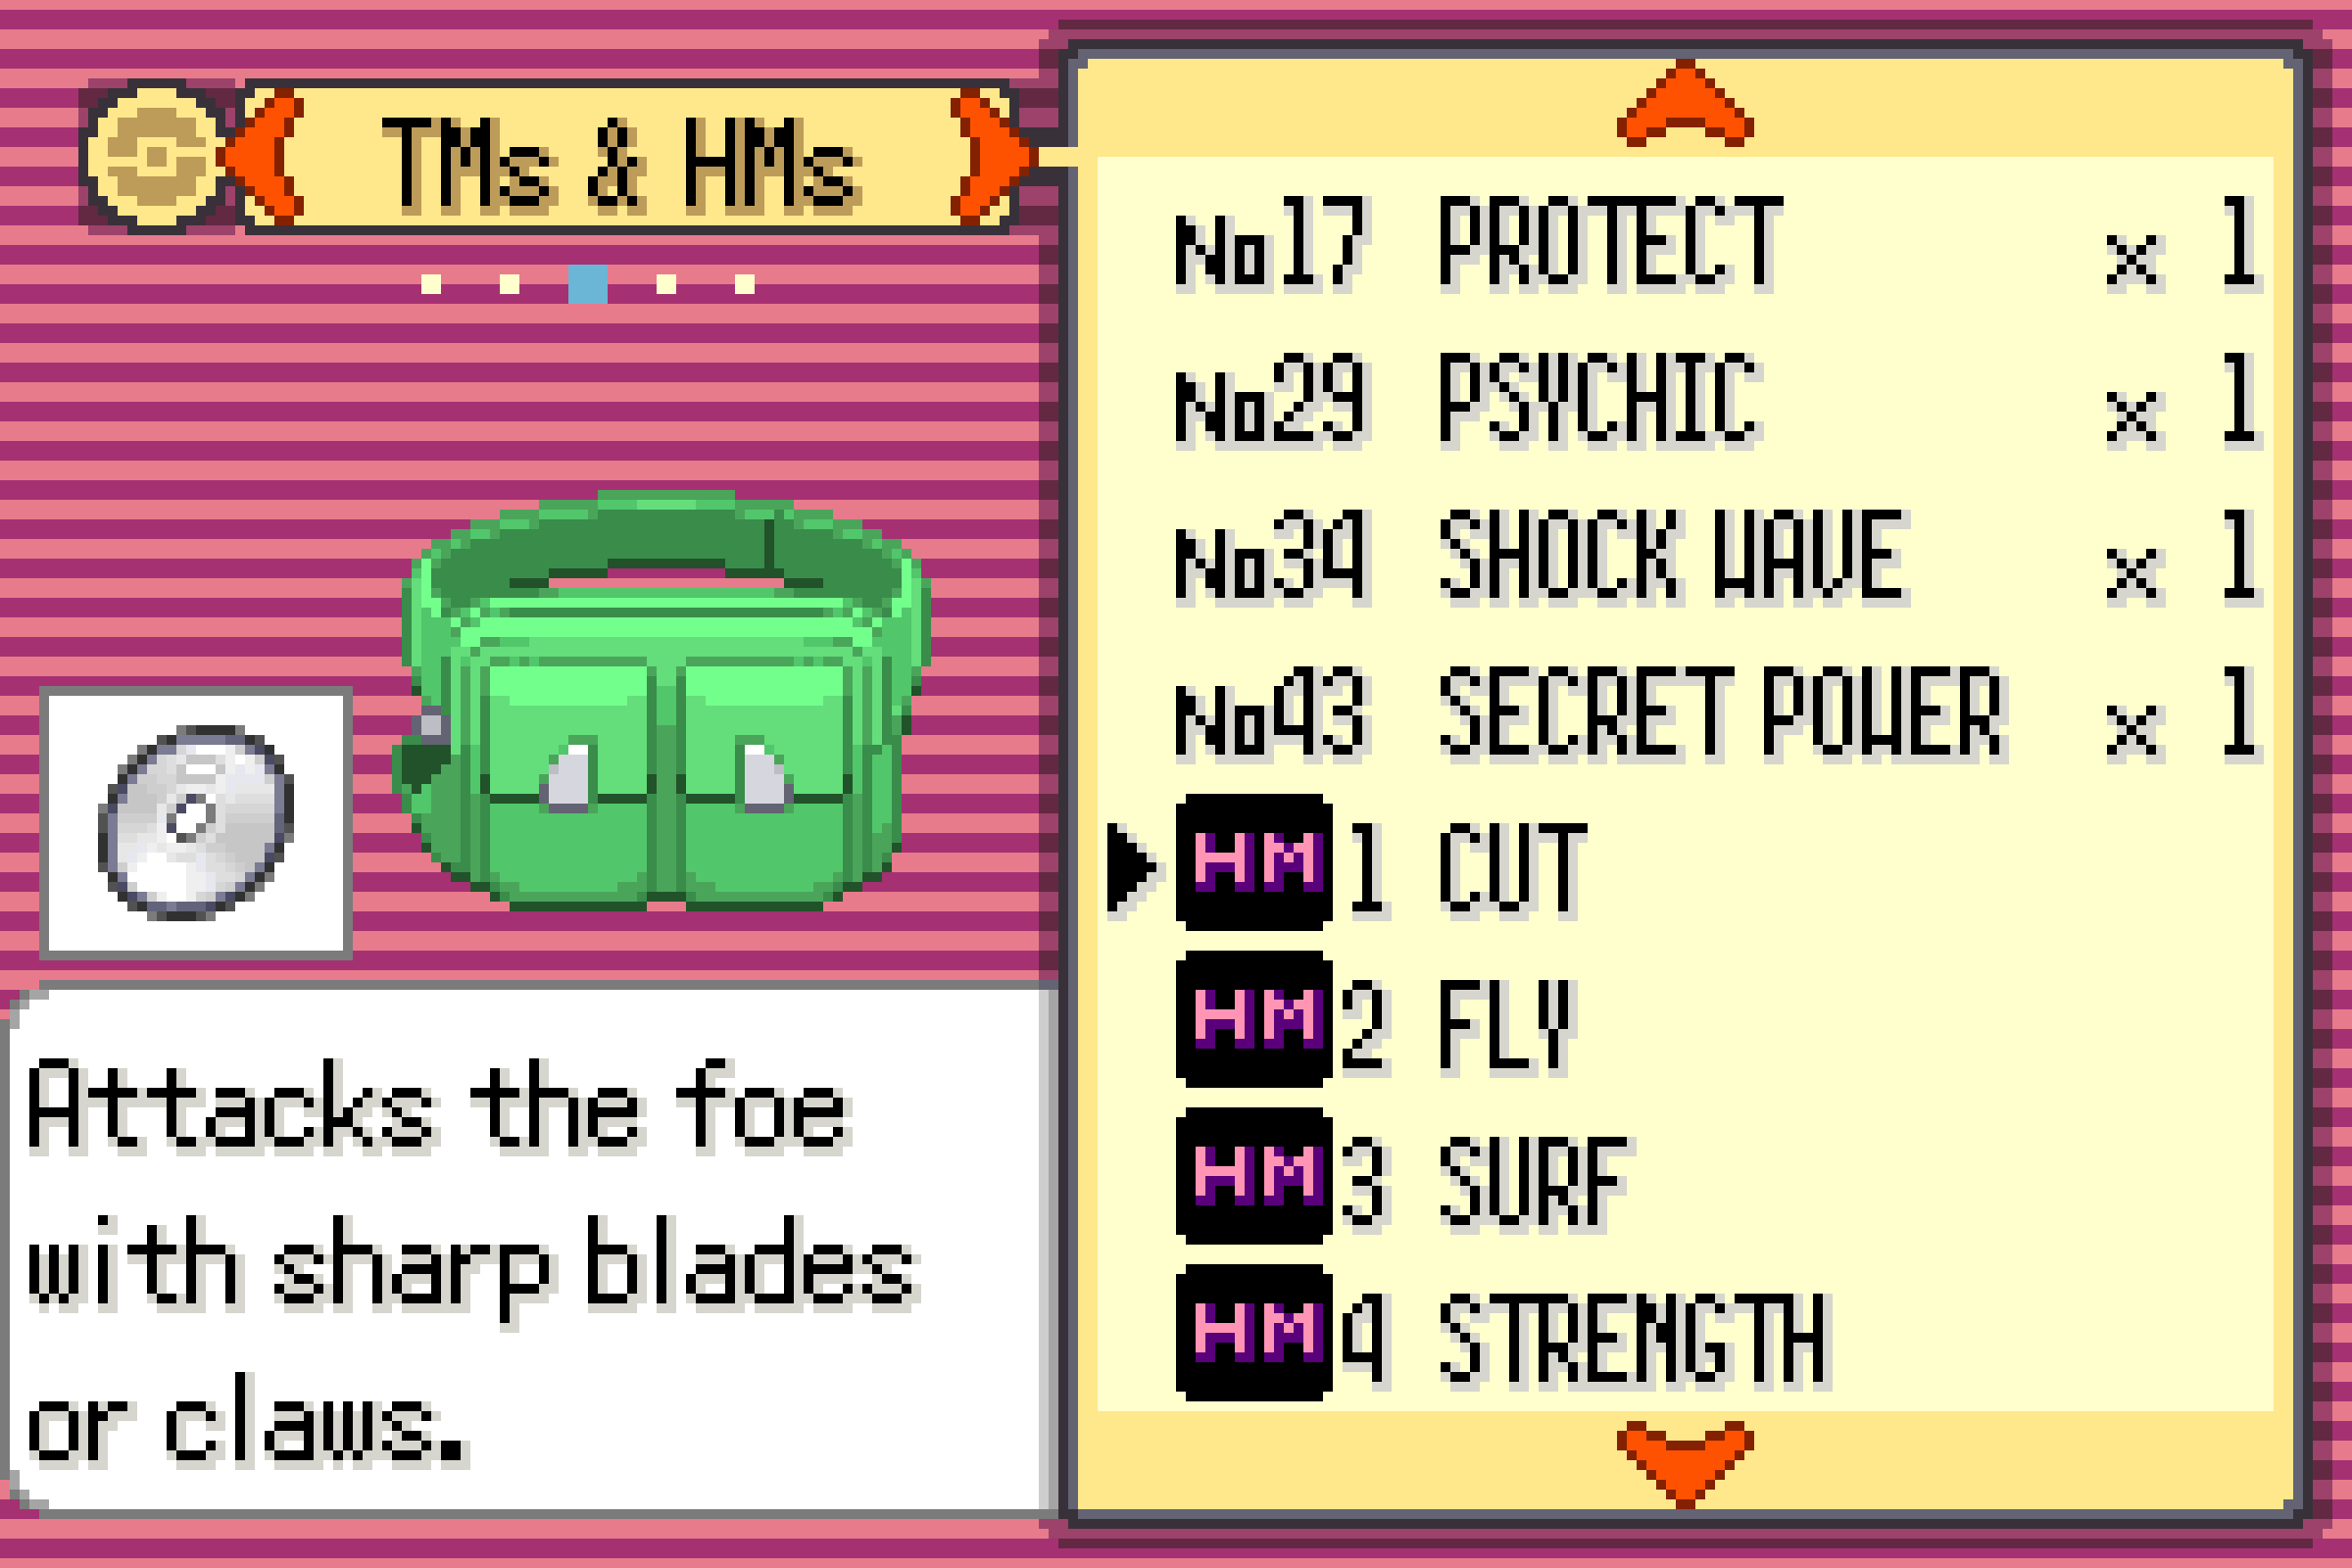 TMs & HMs
No17 PROTECT × 1
No29 PSYCHIC × 1
No34 SHOCK WAVE × 1
No43 SECRET POWER × 1
HM1 CUT
HM2 FLY
HM3 SURF
HM4 STRENGTH
Attacks the foe
with sharp blades
or claws.